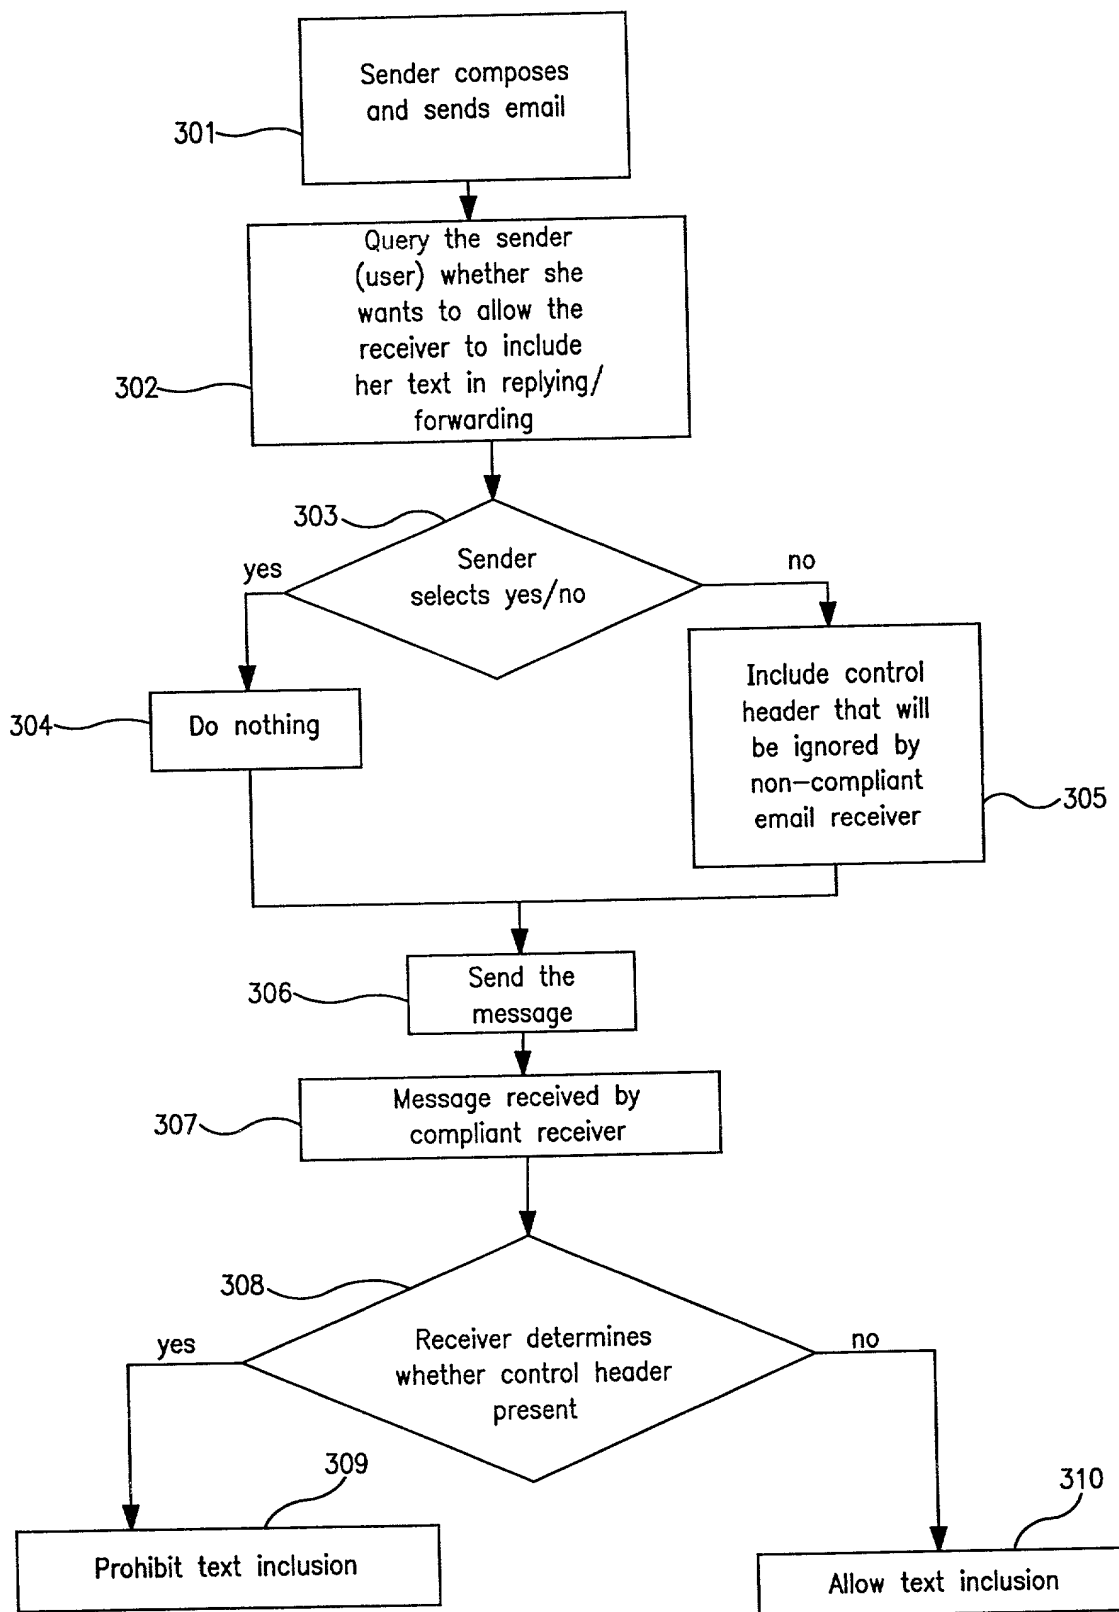 Sender composes
and sends email
301
Query the sender
(user) whether she
wants to allow the
receiver to include
her text in replying/
forwarding
302
303
Sender
selects yes/no
yes
no
304
Do nothing
Include control
header that will
be ignored by
non-compliant
email receiver
305
306
Send the
message
307
Message received by
compliant receiver
308
yes
no
Receiver determines
whether control header
present
309
310
Prohibit text inclusion
Allow text inclusion